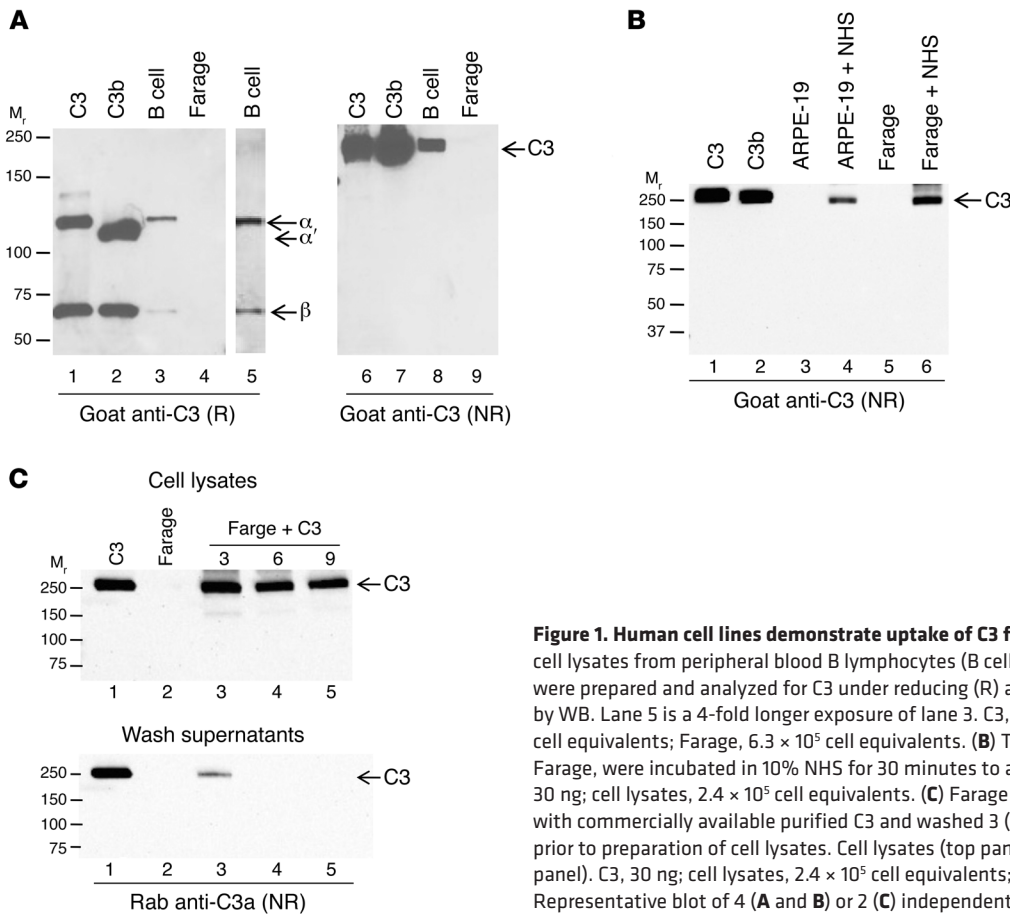 A
C3
C3b
B cell
Farage
B cell
C3
C3b
B cell
Farage
Mr
250
150
100
75
50
α
α′
β
C3
1 2 3 4 5
6 7 8 9
Goat anti-C3 (R)
Goat anti-C3 (NR)
B
C3
C3b
ARPE-19
ARPE-19 + NHS
Farage
Farage + NHS
Mr
250
150
100
75
50
37
C3
1 2 3 4 5 6
Goat anti-C3 (NR)
C
Cell lysates
C3
Farage
Farge + C3
3 6 9
Mr
250
150
100
75
C3
1 2 3 4 5
Wash supernatants
250
150
100
75
C3
1 2 3 4 5
Rab anti-C3a (NR)
Figure 1. Human cell lines demonstrate uptake of C3 f
cell lysates from peripheral blood B lymphocytes (B cell
were prepared and analyzed for C3 under reducing (R) a
by WB. Lane 5 is a 4-fold longer exposure of lane 3. C3,
cell equivalents; Farage, 6.3 × 10⁵ cell equivalents. (B) T
Farage, were incubated in 10% NHS for 30 minutes to a
30 ng; cell lysates, 2.4 × 10⁵ cell equivalents. (C) Farage
with commercially available purified C3 and washed 3 (
prior to preparation of cell lysates. Cell lysates (top pan
panel). C3, 30 ng; cell lysates, 2.4 × 10⁵ cell equivalents;
Representative blot of 4 (A and B) or 2 (C) independent